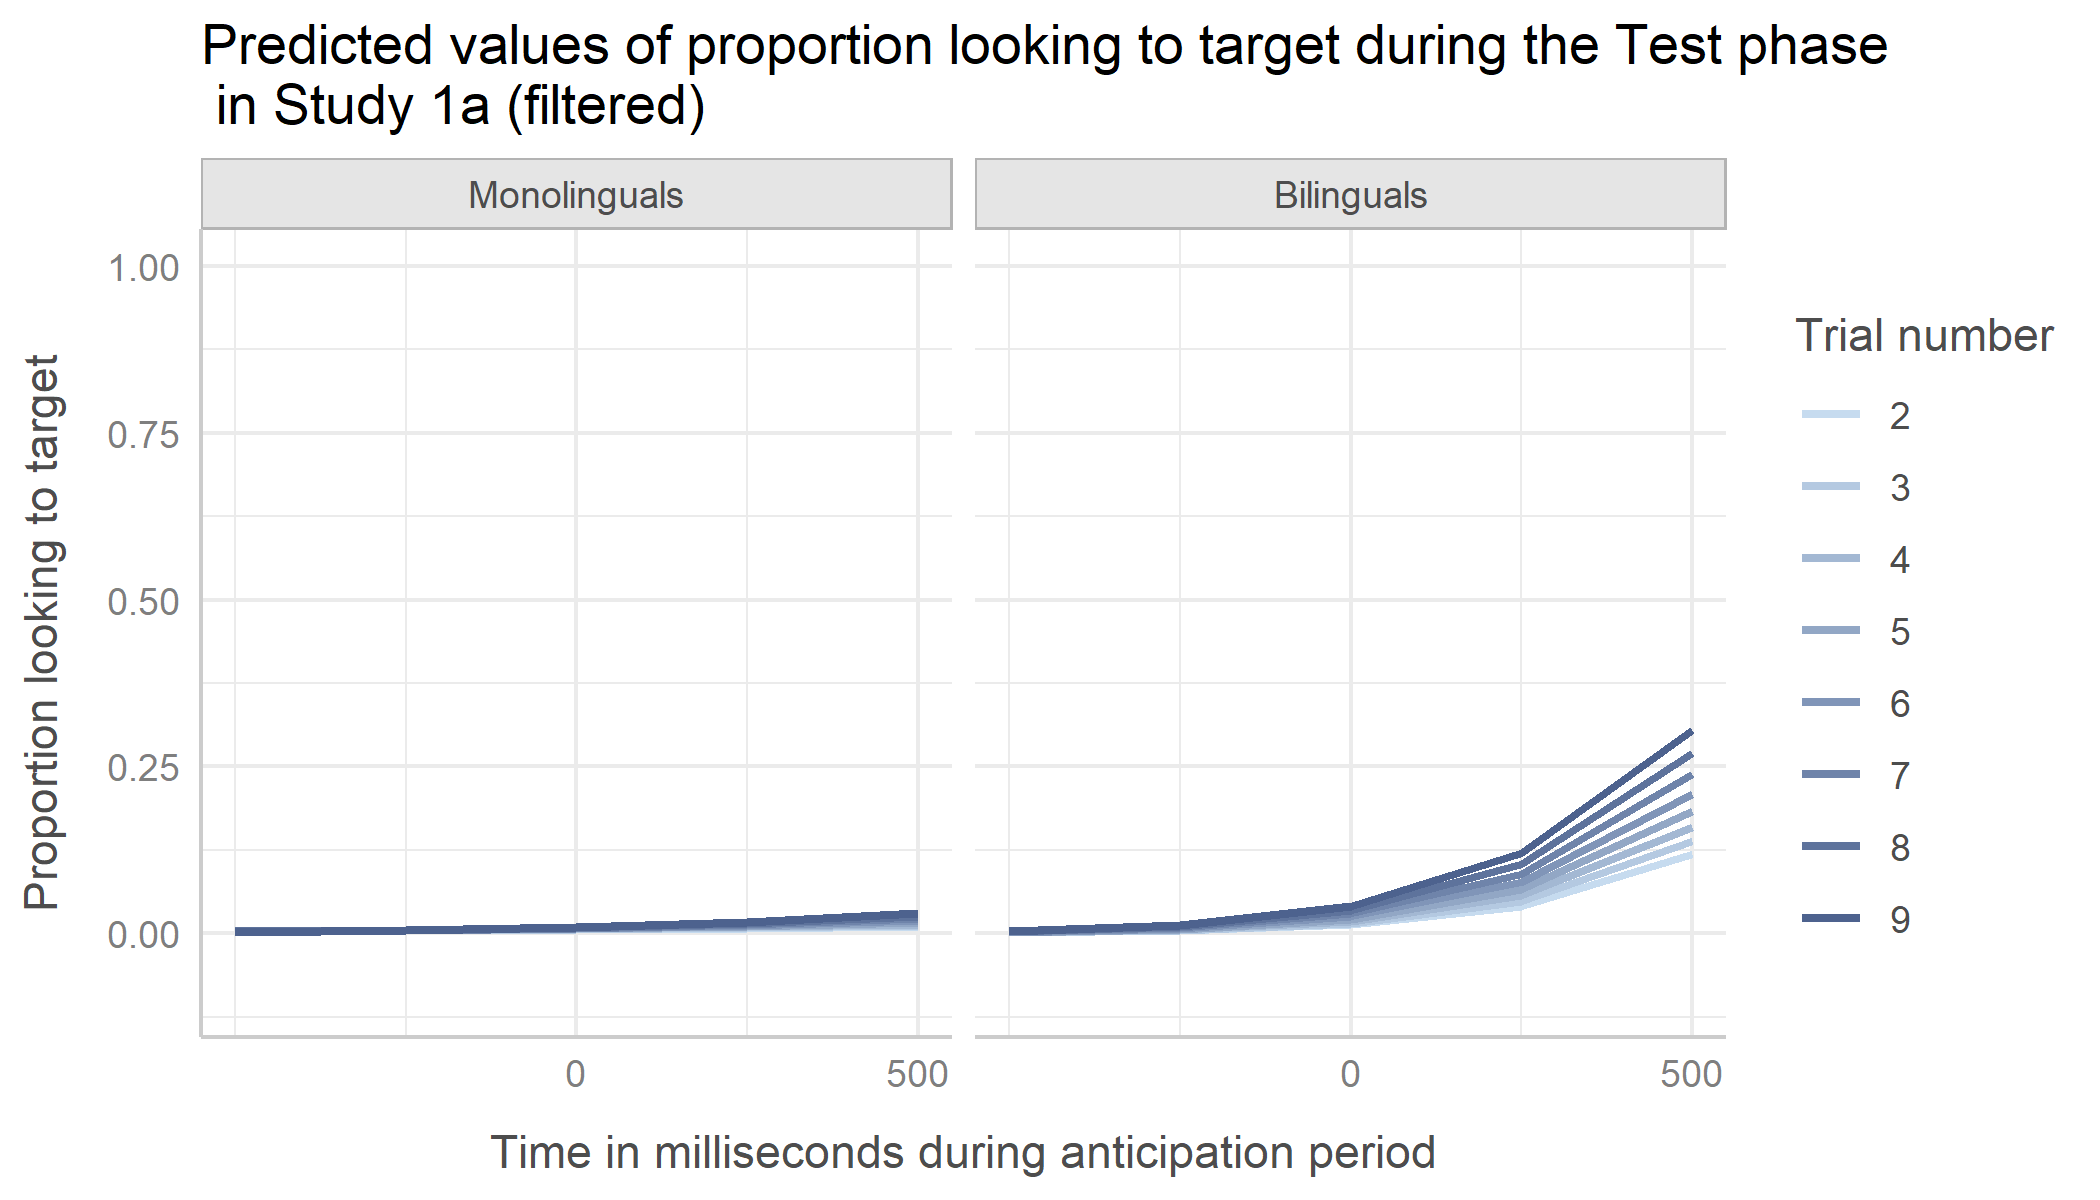 Predicted values of proportion looking to target during the Test phase
in Study 1a (filtered)
Monolinguals
Bilinguals
Proportion looking to target
1.00
0.75
0.50
0.25
0.00
0
500
0
500
Time in milliseconds during anticipation period
Trial number
2
3
4
5
6
7
8
9